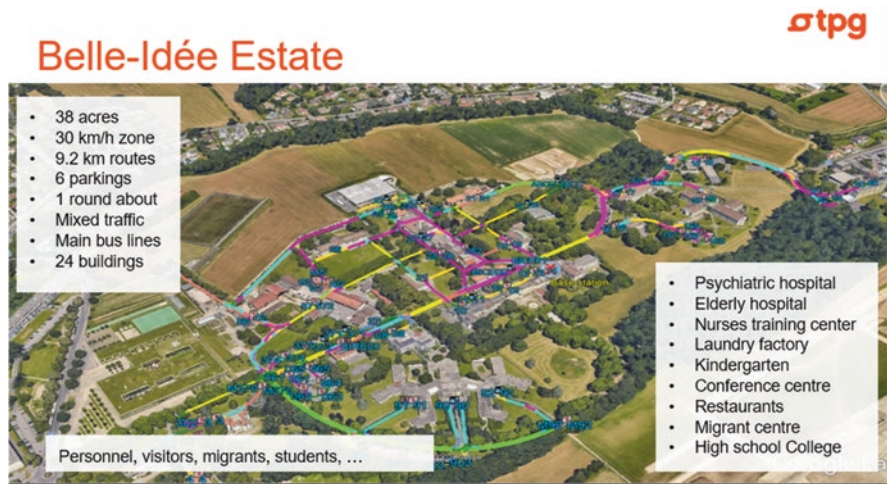 tpg
Belle-Idée Estate
• 38 acres
• 30 km/h zone
• 9.2 km routes
• 6 parkings
• 1 round about
• Mixed traffic
• Main bus lines
• 24 buildings
Base station
• Psychiatric hospital
• Elderly hospital
• Nurses training center
• Laundry factory
• Kindergarten
• Conference centre
• Restaurants
• Migrant centre
• High school College
Personnel, visitors, migrants, students, …